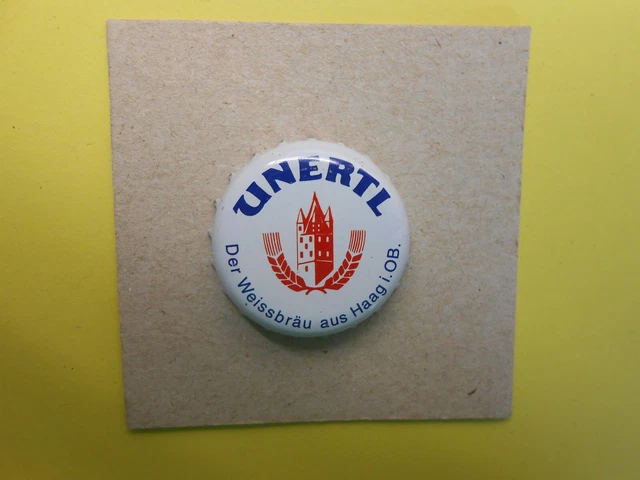 UNERTL
Der Weissbräu aus Haag i.OB.